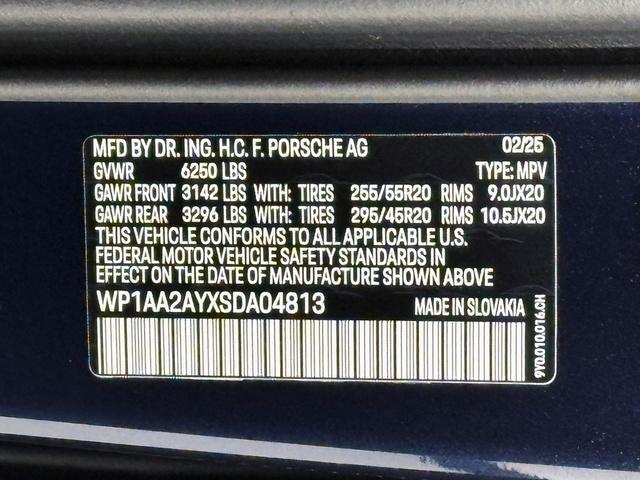 MFD BY DR. ING. H.C. F. PORSCHE AG 02/25
GVWR 6250 LBS TYPE: MPV
GAWR FRONT 3142 LBS WITH: TIRES 255/55R20 RIMS 9.0JX20
GAWR REAR 3296 LBS WITH: TIRES 295/45R20 RIMS 10.5JX20
THIS VEHICLE CONFORMS TO ALL APPLICABLE U.S.
FEDERAL MOTOR VEHICLE SAFETY STANDARDS IN
EFFECT ON THE DATE OF MANUFACTURE SHOWN ABOVE
WP1AA2AYXSDA04813 MADE IN SLOVAKIA
9Y0.010.016.CH